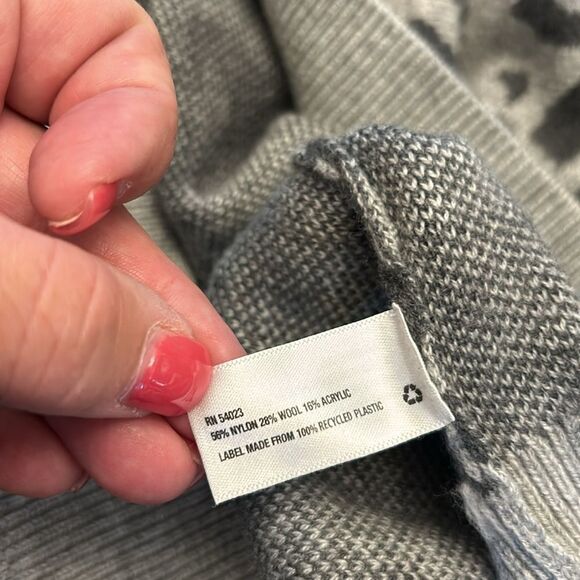 RN 54023
56% NYLON 28% WOOL 16% ACRYLIC
LABEL MADE FROM 100% RECYCLED PLASTIC